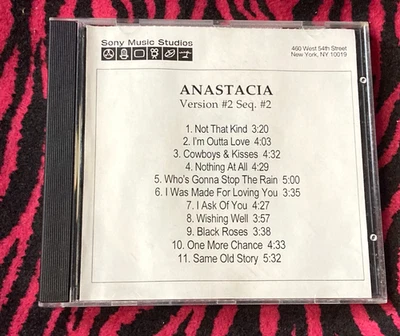 Sony Music Studios
460 West 54th Street
New York, NY 10019
ANASTACIA
Version #2 Seq. #2
1. Not That Kind 3:20
2. I'm Outta Love 4:03
3. Cowboys & Kisses 4:32
4. Nothing At All 4:29
5. Who's Gonna Stop The Rain 5:00
6. I Was Made For Loving You 3:35
7. I Ask Of You 4:27
8. Wishing Well 3:57
9. Black Roses 3:38
10. One More Chance 4:33
11. Same Old Story 5:32